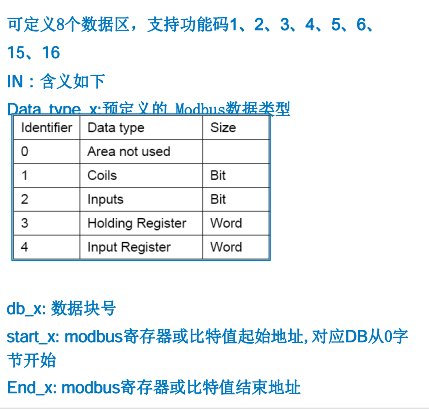 可定义8个数据区，支持功能码1、2、3、4、5、6、
15、16
IN：含义如下
Data_type_x:预定义的 Modbus数据类型
Identifier Data type Size
0 Area not used
1 Coils Bit
2 Inputs Bit
3 Holding Register Word
4 Input Register Word
db_x: 数据块号
start_x: modbus寄存器或比特值起始地址,对应DB从0字
节开始
End_x: modbus寄存器或比特值结束地址